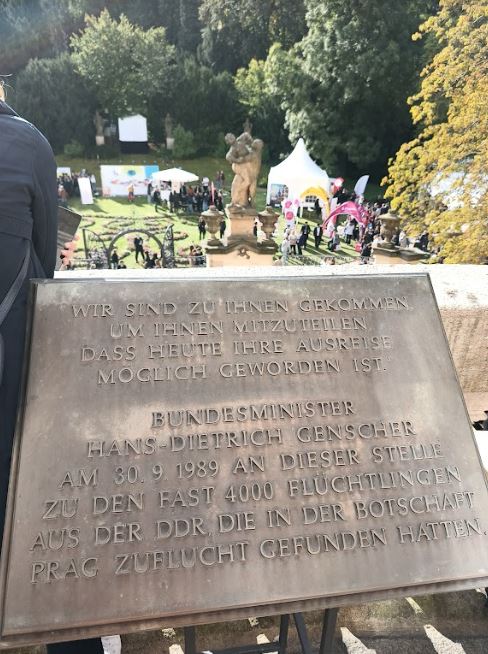 "WIR SIND ZU IHNEN GEKOMMEN,
UM IHNEN MITZUTEILEN
DASS HEUTE IHRE AUSREISE
MÖGLICH GEWORDEN IST."
BUNDESMINISTER
HANS-DIETRICH GENSCHER
AM 30.9.1989 AN DIESER STELLE
ZU DEN FAST 4000 FLÜCHTLINGEN
AUS DER DDR, DIE IN DER BOTSCHAFT
PRAG ZUFLUCHT GEFUNDEN HATTEN.